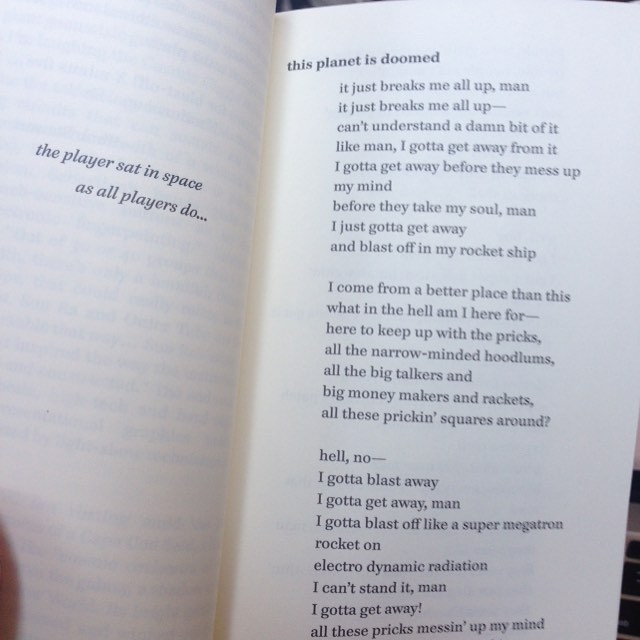 the player sat in space
as all players do...
this planet is doomed
it just breaks me all up, man
it just breaks me all up—
can't understand a damn bit of it
like man, I gotta get away from it
I gotta get away before they mess up
my mind
before they take my soul, man
I just gotta get away
and blast off in my rocket ship
I come from a better place than this
what in the hell am I here for—
here to keep up with the pricks,
all the narrow-minded hoodlums,
all the big talkers and
big money makers and rackets,
all these prickin' squares around?
hell, no—
I gotta blast away
I gotta get away, man
I gotta blast off like a super megatron
rocket on
electro dynamic radiation
I can't stand it, man
I gotta get away!
all these pricks messin' up my mind